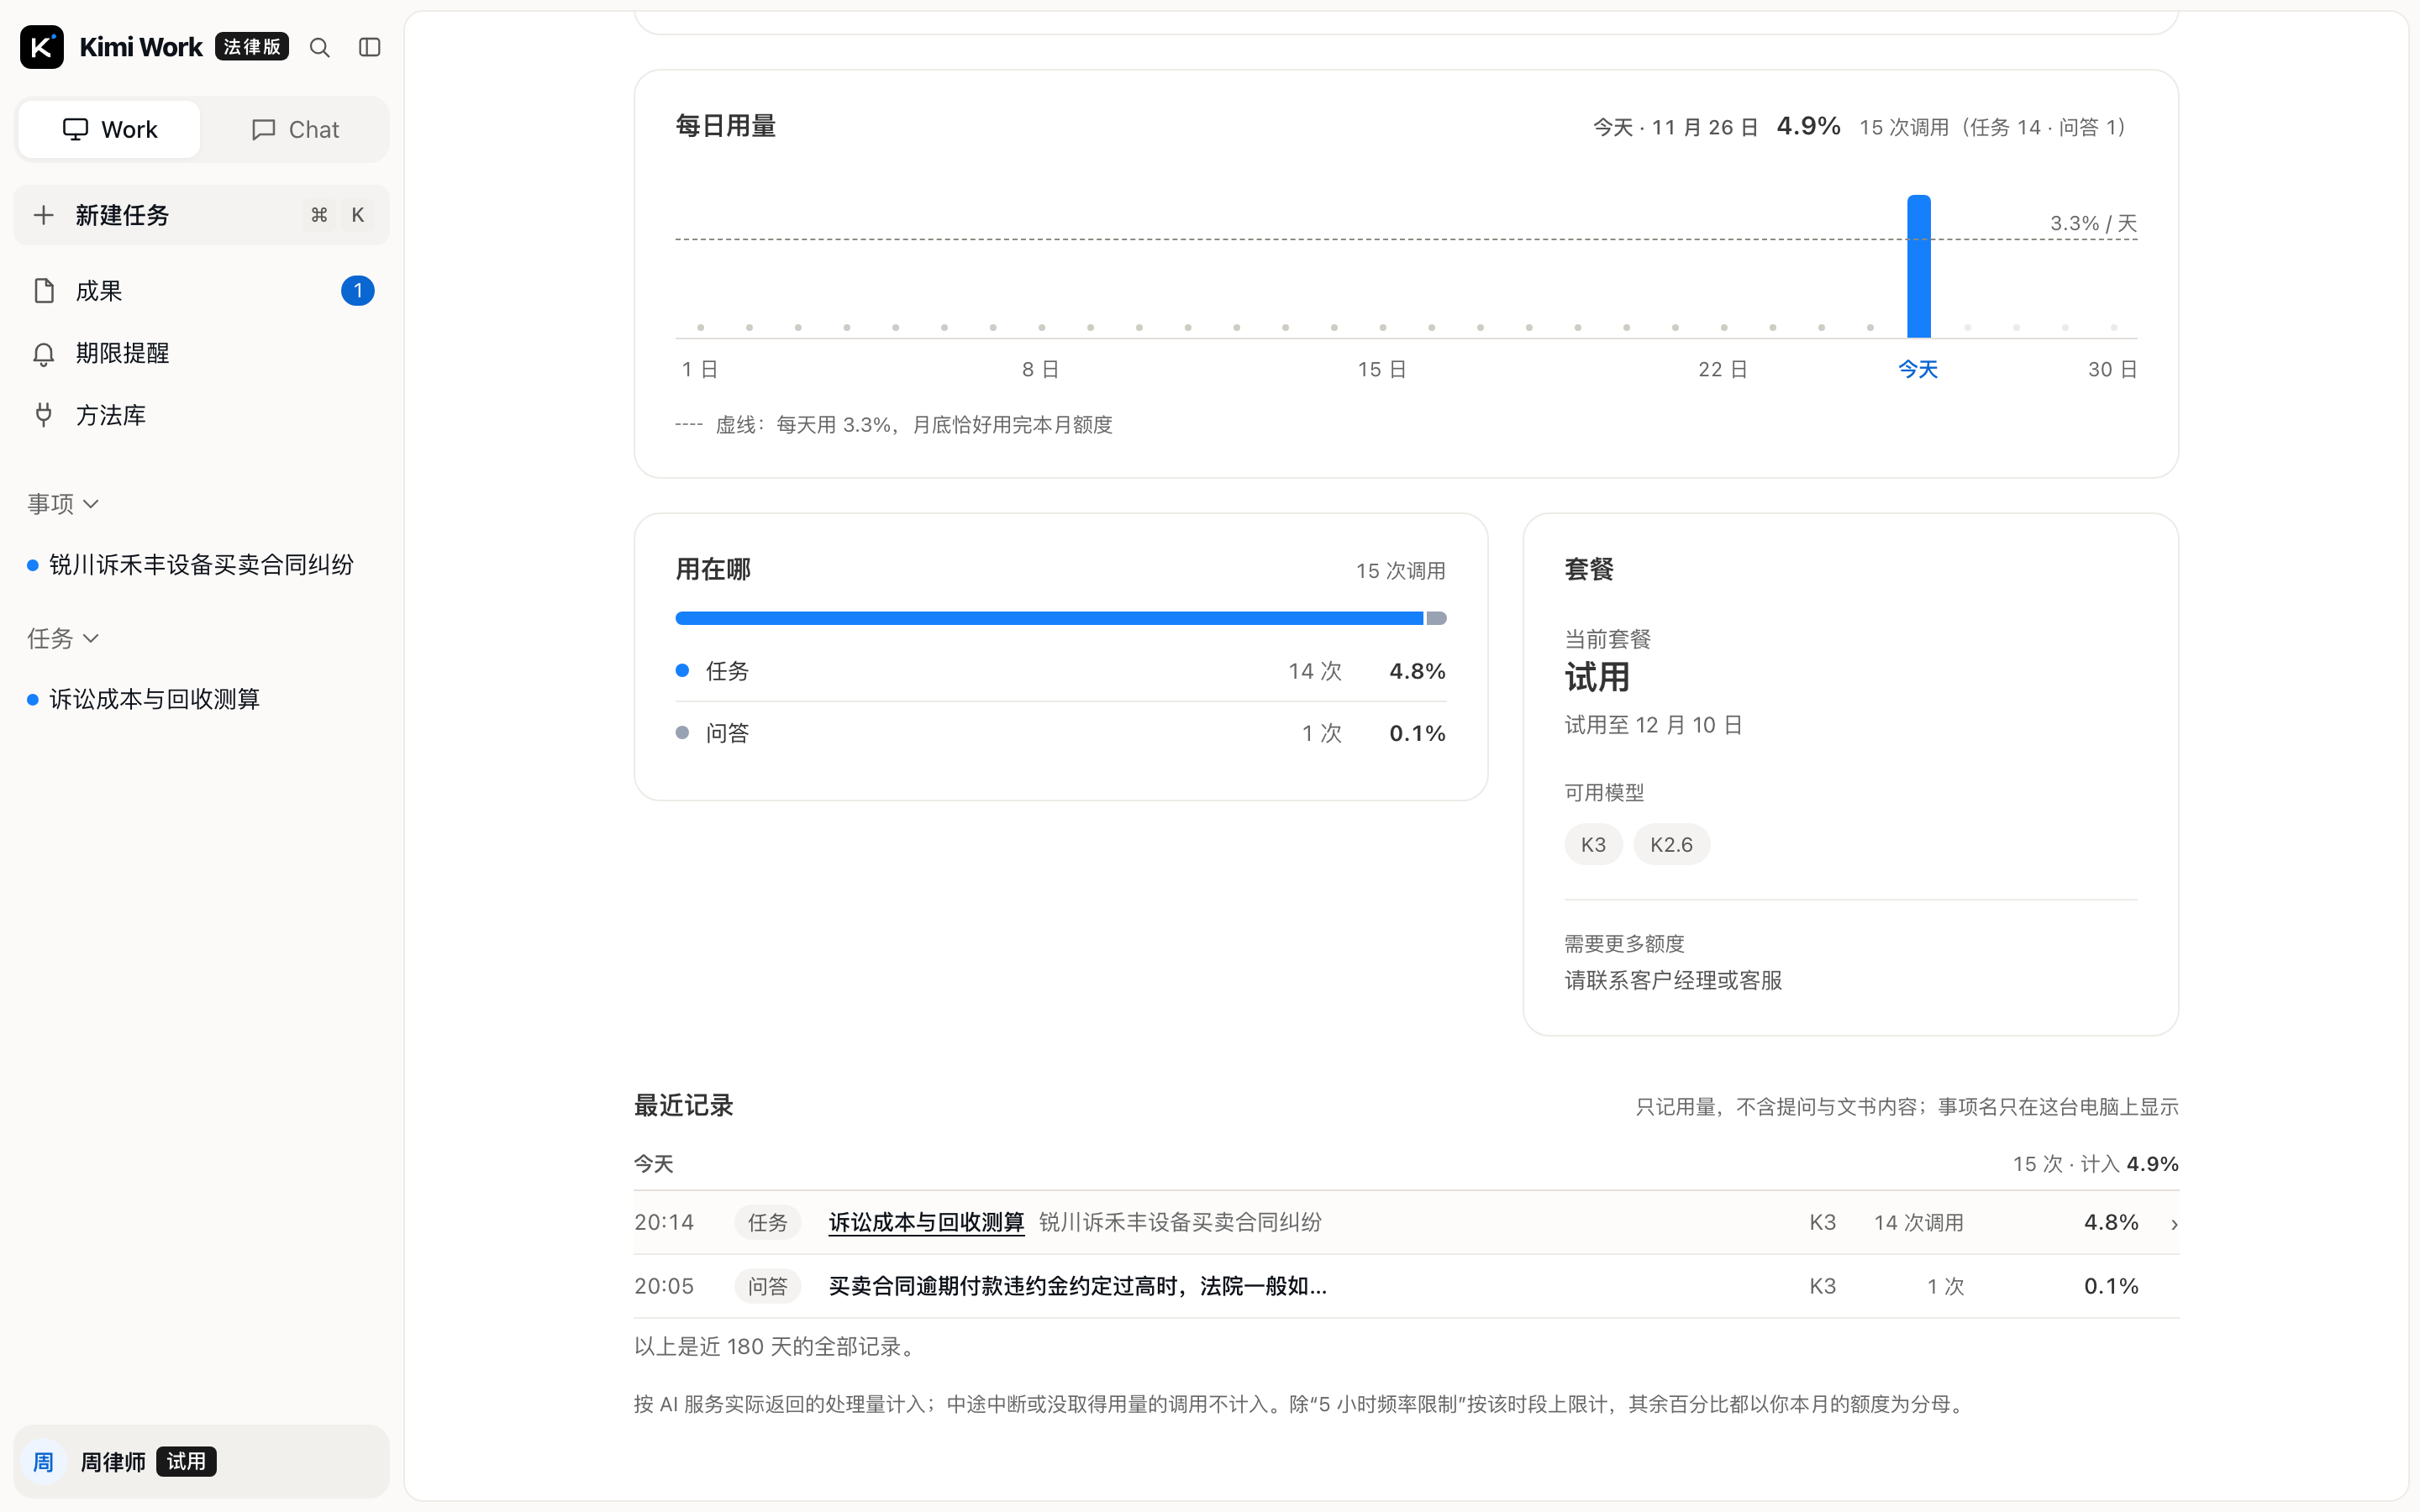 Kimi Work 法律版
Work
Chat
新建任务 ⌘ K
成果 1
期限提醒
方法库
事项
锐川诉禾丰设备买卖合同纠纷
任务
诉讼成本与回收测算
周 周律师 试用
每日用量
今天 · 11 月 26 日 4.9% 15 次调用（任务 14 · 问答 1）
3.3% / 天
1 日 8 日 15 日 22 日 今天 30 日
虚线：每天用 3.3%，月底恰好用完本月额度
用在哪 15 次调用
任务 14 次 4.8%
问答 1 次 0.1%
套餐
当前套餐
试用
试用至 12 月 10 日
可用模型
K3 K2.6
需要更多额度
请联系客户经理或客服
最近记录 只记用量，不含提问与文书内容；事项名只在这台电脑上显示
今天 15 次 · 计入 4.9%
20:14 任务 诉讼成本与回收测算 锐川诉禾丰设备买卖合同纠纷 K3 14 次调用 4.8% ›
20:05 问答 买卖合同逾期付款违约金约定过高时，法院一般如... K3 1 次 0.1%
以上是近 180 天的全部记录。
按 AI 服务实际返回的处理量计入；中途中断或没取得用量的调用不计入。除“5 小时频率限制”按该时段上限计，其余百分比都以你本月的额度为分母。